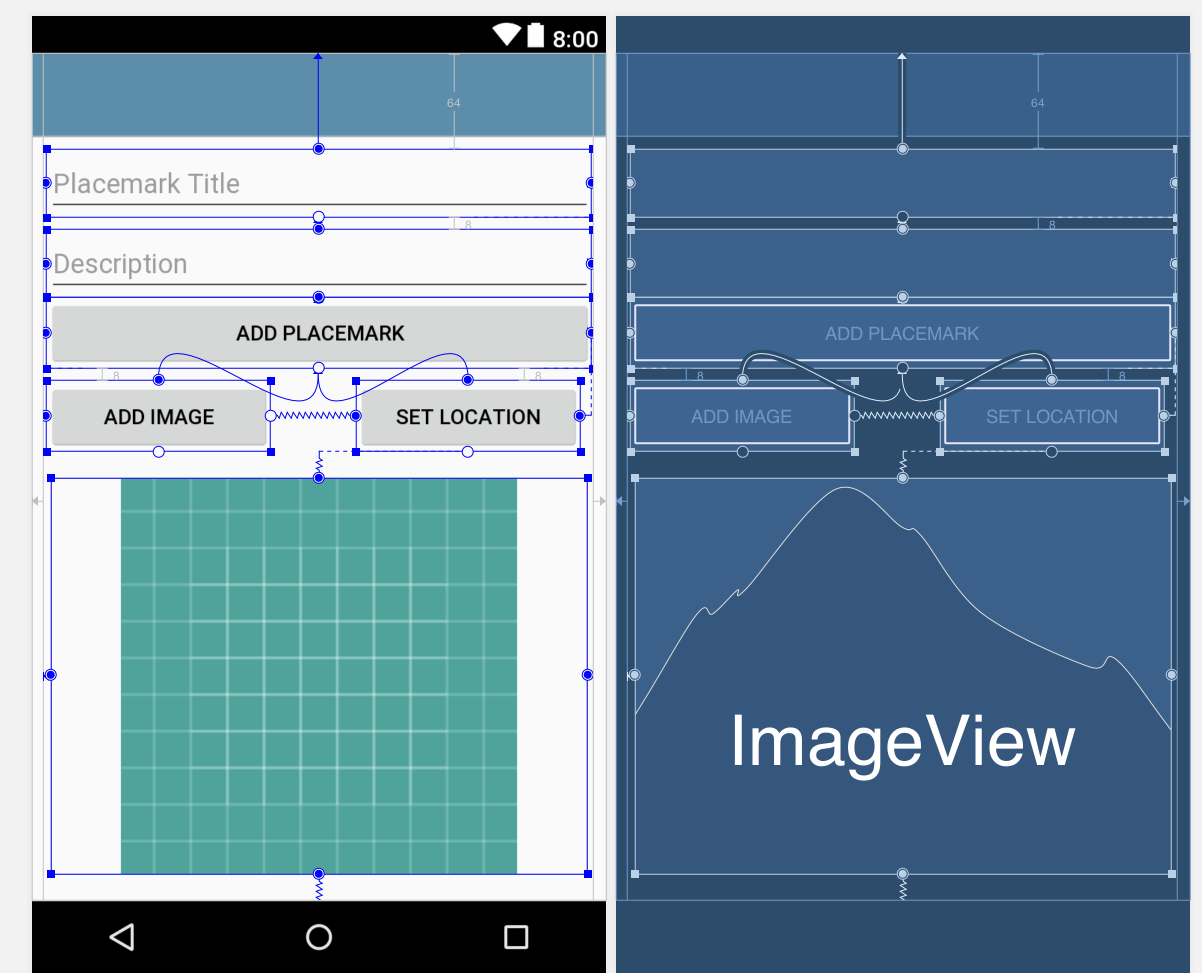 8:00
64
Placemark Title
8
Description
ADD PLACEMARK
8
8
ADD IMAGE
SET LOCATION
64
8
ADD PLACEMARK
8
8
ADD IMAGE
SET LOCATION
ImageView